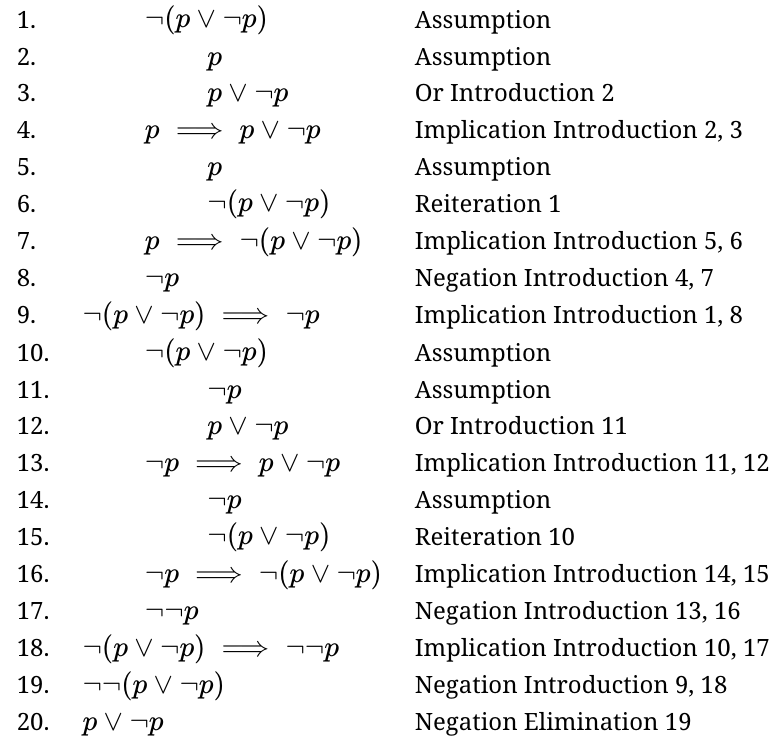 1. ¬(p ∨ ¬p) Assumption
2. p Assumption
3. p ∨ ¬p Or Introduction 2
4. p ⟹ p ∨ ¬p Implication Introduction 2, 3
5. p Assumption
6. ¬(p ∨ ¬p) Reiteration 1
7. p ⟹ ¬(p ∨ ¬p) Implication Introduction 5, 6
8. ¬p Negation Introduction 4, 7
9. ¬(p ∨ ¬p) ⟹ ¬p Implication Introduction 1, 8
10. ¬(p ∨ ¬p) Assumption
11. ¬p Assumption
12. p ∨ ¬p Or Introduction 11
13. ¬p ⟹ p ∨ ¬p Implication Introduction 11, 12
14. ¬p Assumption
15. ¬(p ∨ ¬p) Reiteration 10
16. ¬p ⟹ ¬(p ∨ ¬p) Implication Introduction 14, 15
17. ¬¬p Negation Introduction 13, 16
18. ¬(p ∨ ¬p) ⟹ ¬¬p Implication Introduction 10, 17
19. ¬¬(p ∨ ¬p) Negation Introduction 9, 18
20. p ∨ ¬p Negation Elimination 19